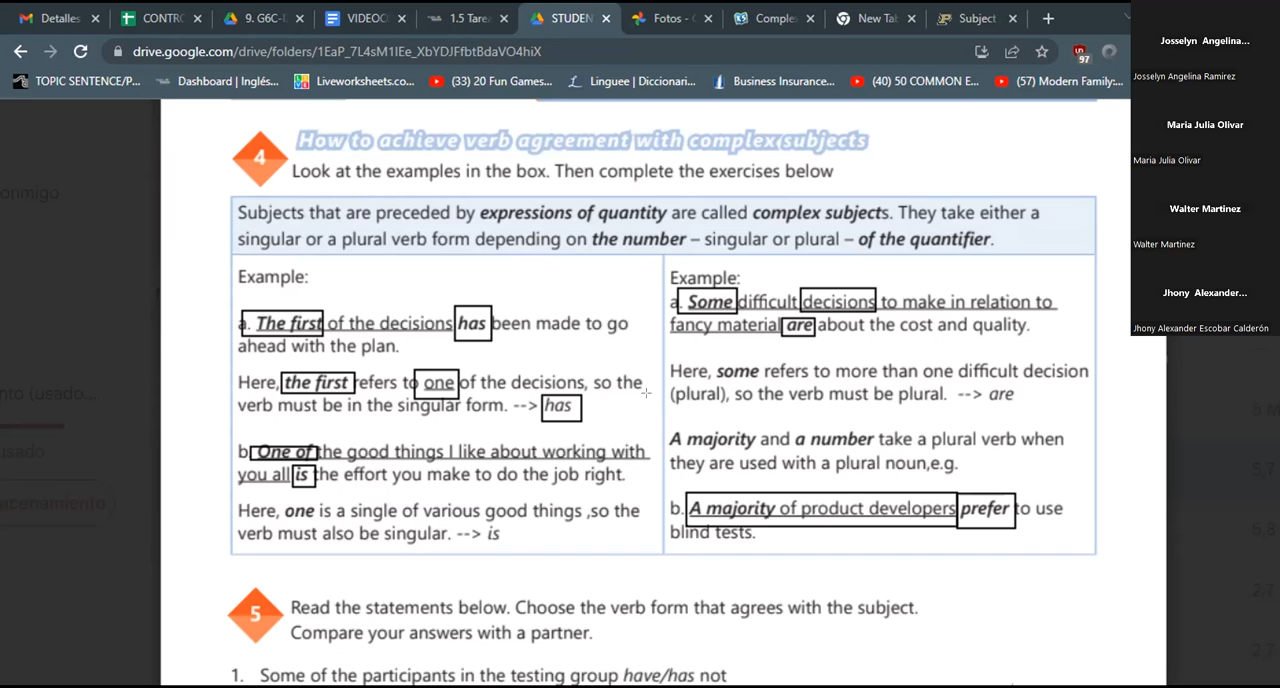 Detalles
CONTRO
9. G6C-I
VIDEOC
1.5 Tarea
STUDEN
Fotos - G
Comple
New Tab
Subject
drive.google.com/drive/folders/1EaP_7L4sM1IEe_XbYDJFfbtBdaVO4hiX
97
TOPIC SENTENCE/P...
Dashboard | Inglés...
Liveworksheets.co...
(33) 20 Fun Games...
Linguee | Diccionari...
Business Insurance...
(40) 50 COMMON E...
(57) Modern Family:...
Josselyn Angelina...
Josselyn Angelina Ramirez
Maria Julia Olivar
Maria Julia Olivar
Walter Martinez
Walter Martinez
Jhony Alexander...
Jhony Alexander Escobar Calderón
onmigo
nto (usado...
usado
acenamiento
4
How to achieve verb agreement with complex subjects
Look at the examples in the box. Then complete the exercises below
Subjects that are preceded by expressions of quantity are called complex subjects. They take either a
singular or a plural verb form depending on the number – singular or plural – of the quantifier.
Example:
a. The first of the decisions has been made to go
ahead with the plan.
Here, the first refers to one of the decisions, so the
verb must be in the singular form. --> has
b. One of the good things I like about working with
you all is the effort you make to do the job right.
Here, one is a single of various good things ,so the
verb must also be singular. --> is
Example:
a. Some difficult decisions to make in relation to
fancy material are about the cost and quality.
Here, some refers to more than one difficult decision
(plural), so the verb must be plural. --> are
A majority and a number take a plural verb when
they are used with a plural noun,e.g.
b. A majority of product developers prefer to use
blind tests.
5
Read the statements below. Choose the verb form that agrees with the subject.
Compare your answers with a partner.
1. Some of the participants in the testing group have/has not